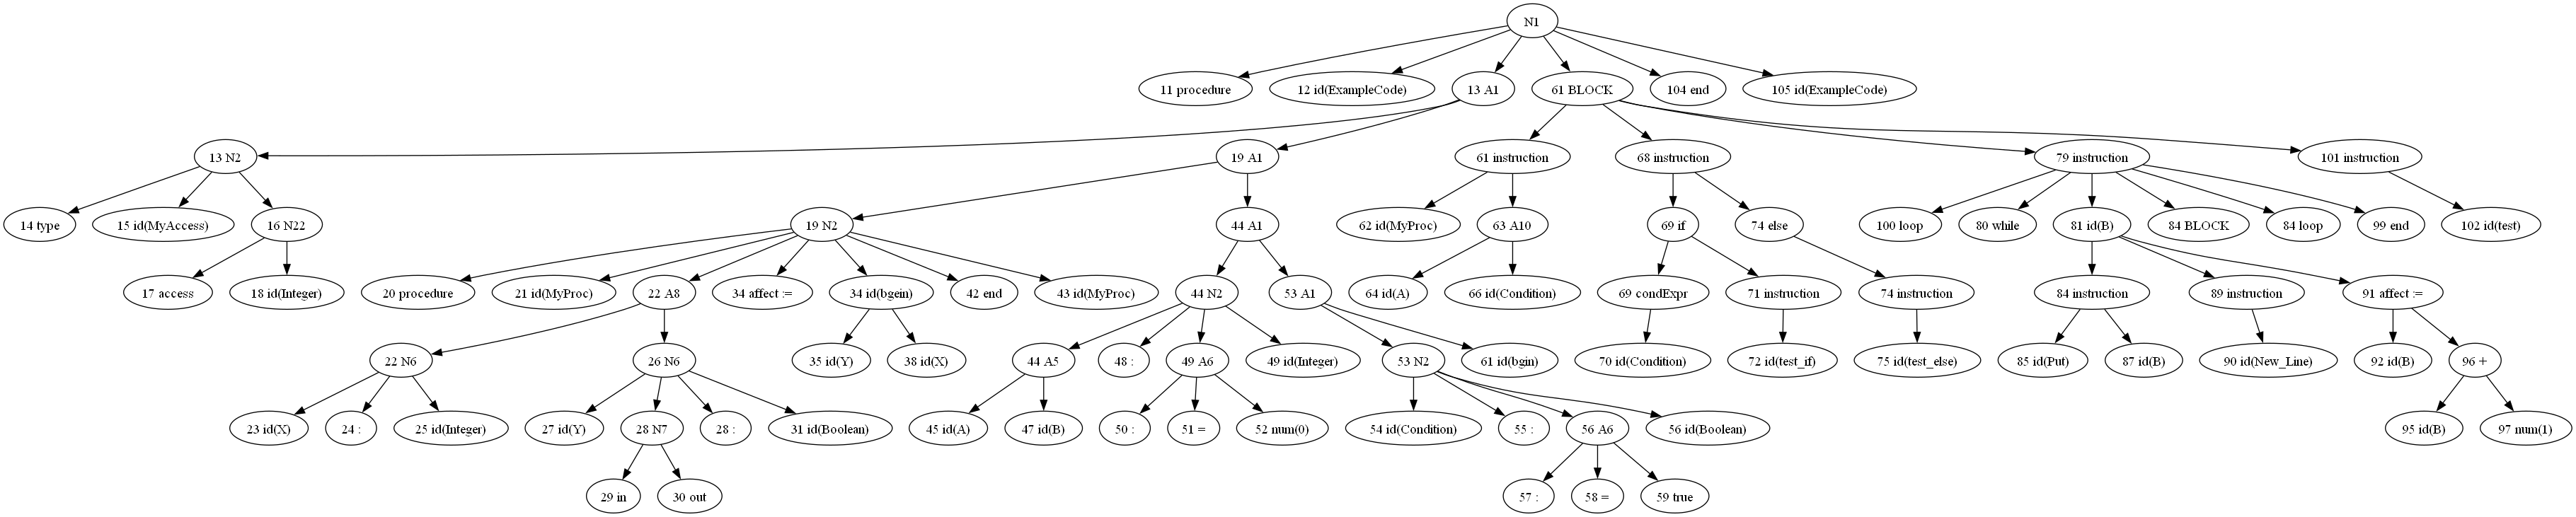 N1
11 procedure 12 id(ExampleCode) 13 A1 61 BLOCK 104 end 105 id(ExampleCode)
13 N2 19 A1 61 instruction 68 instruction 79 instruction 101 instruction
14 type 15 id(MyAccess) 16 N22 19 N2 44 A1 62 id(MyProc) 63 A10 69 if 74 else 100 loop 80 while 81 id(B) 84 BLOCK 84 loop 99 end 102 id(test)
17 access 18 id(Integer) 20 procedure 21 id(MyProc) 22 A8 34 affect := 34 id(bgein) 42 end 43 id(MyProc) 44 N2 53 A1 64 id(A) 66 id(Condition) 69 condExpr 71 instruction 74 instruction 84 instruction 89 instruction 91 affect :=
22 N6 26 N6 35 id(Y) 38 id(X) 44 A5 48 : 49 A6 49 id(Integer) 53 N2 61 id(bgin) 70 id(Condition) 72 id(test_if) 75 id(test_else) 85 id(Put) 87 id(B) 90 id(New_Line) 92 id(B) 96 +
23 id(X) 24 : 25 id(Integer) 27 id(Y) 28 N7 28 : 31 id(Boolean) 45 id(A) 47 id(B) 50 : 51 = 52 num(0) 54 id(Condition) 55 : 56 A6 56 id(Boolean) 95 id(B) 97 num(1)
29 in 30 out 57 : 58 = 59 true